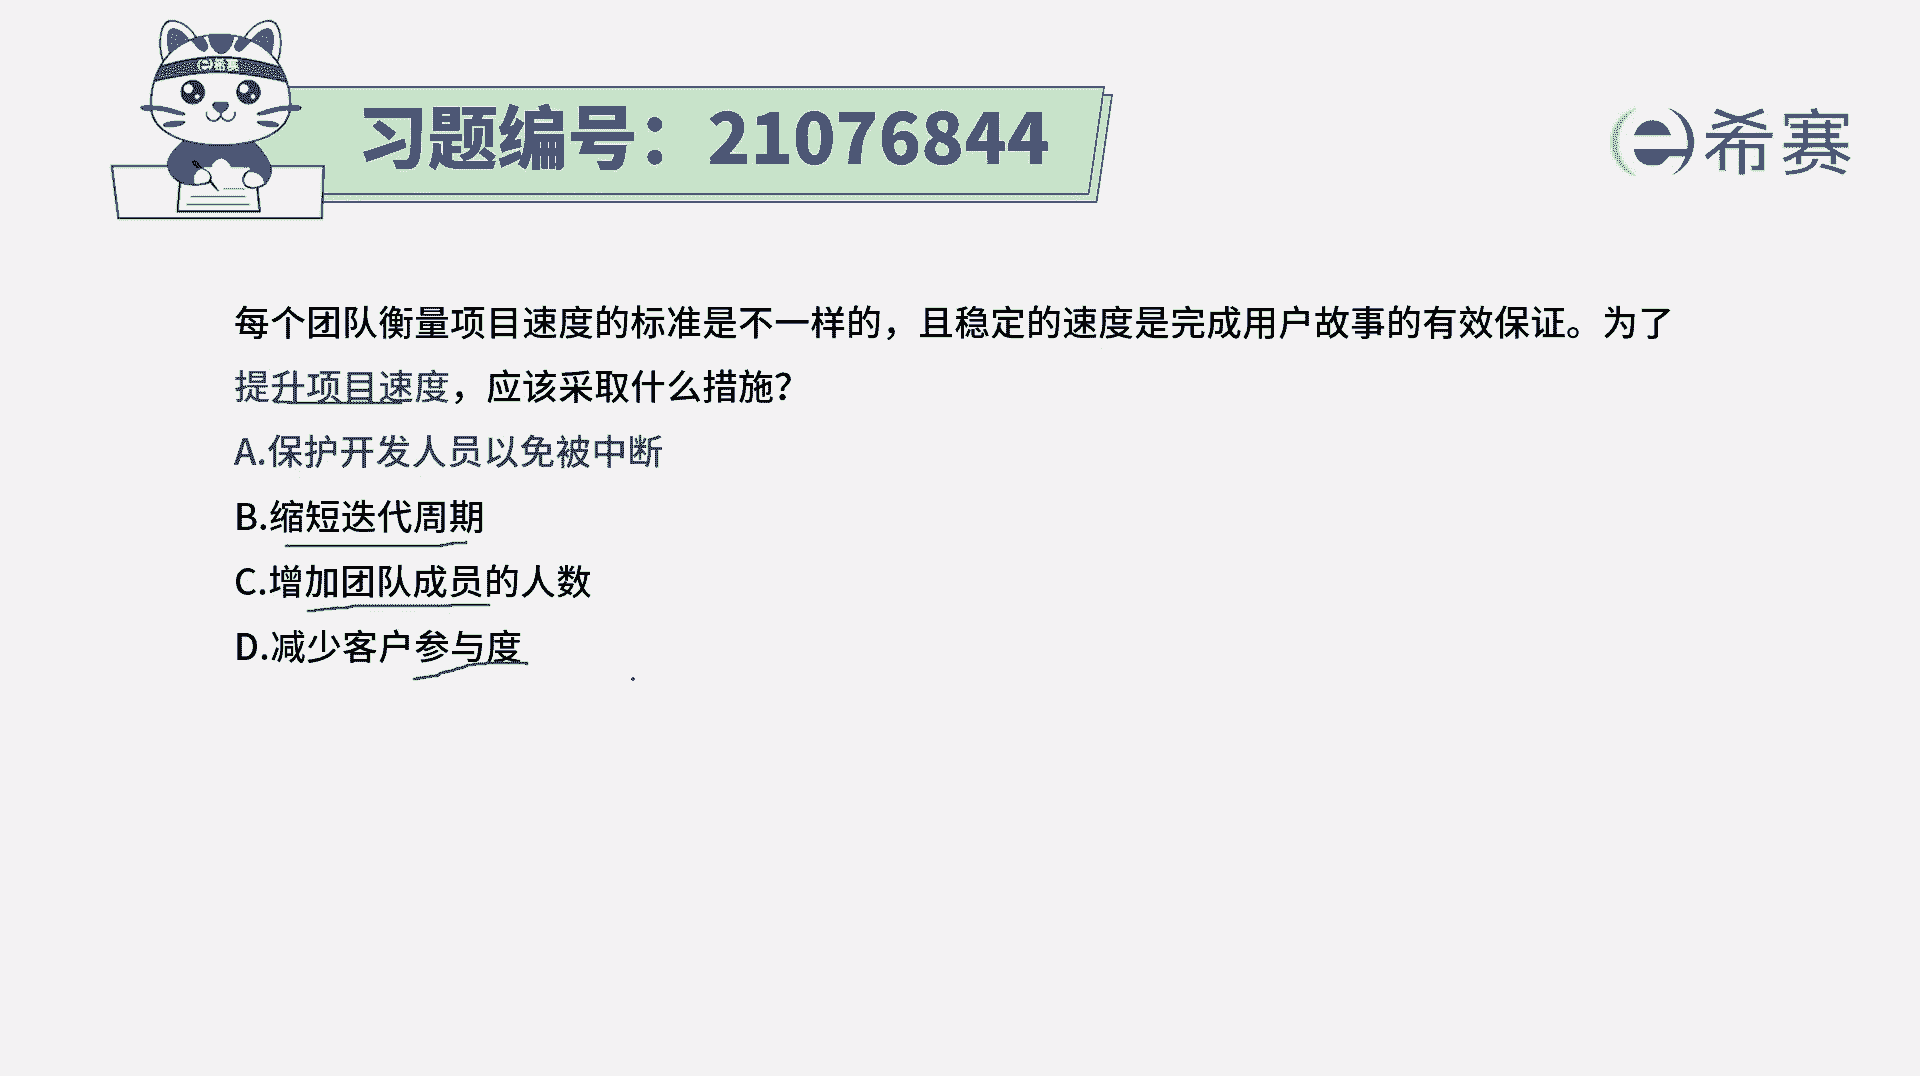 e希赛
习题编号：21076844
e希赛
每个团队衡量项目速度的标准是不一样的，且稳定的速度是完成用户故事的有效保证。为了
提升项目速度，应该采取什么措施？
A.保护开发人员以免被中断
B.缩短迭代周期
C.增加团队成员的人数
D.减少客户参与度